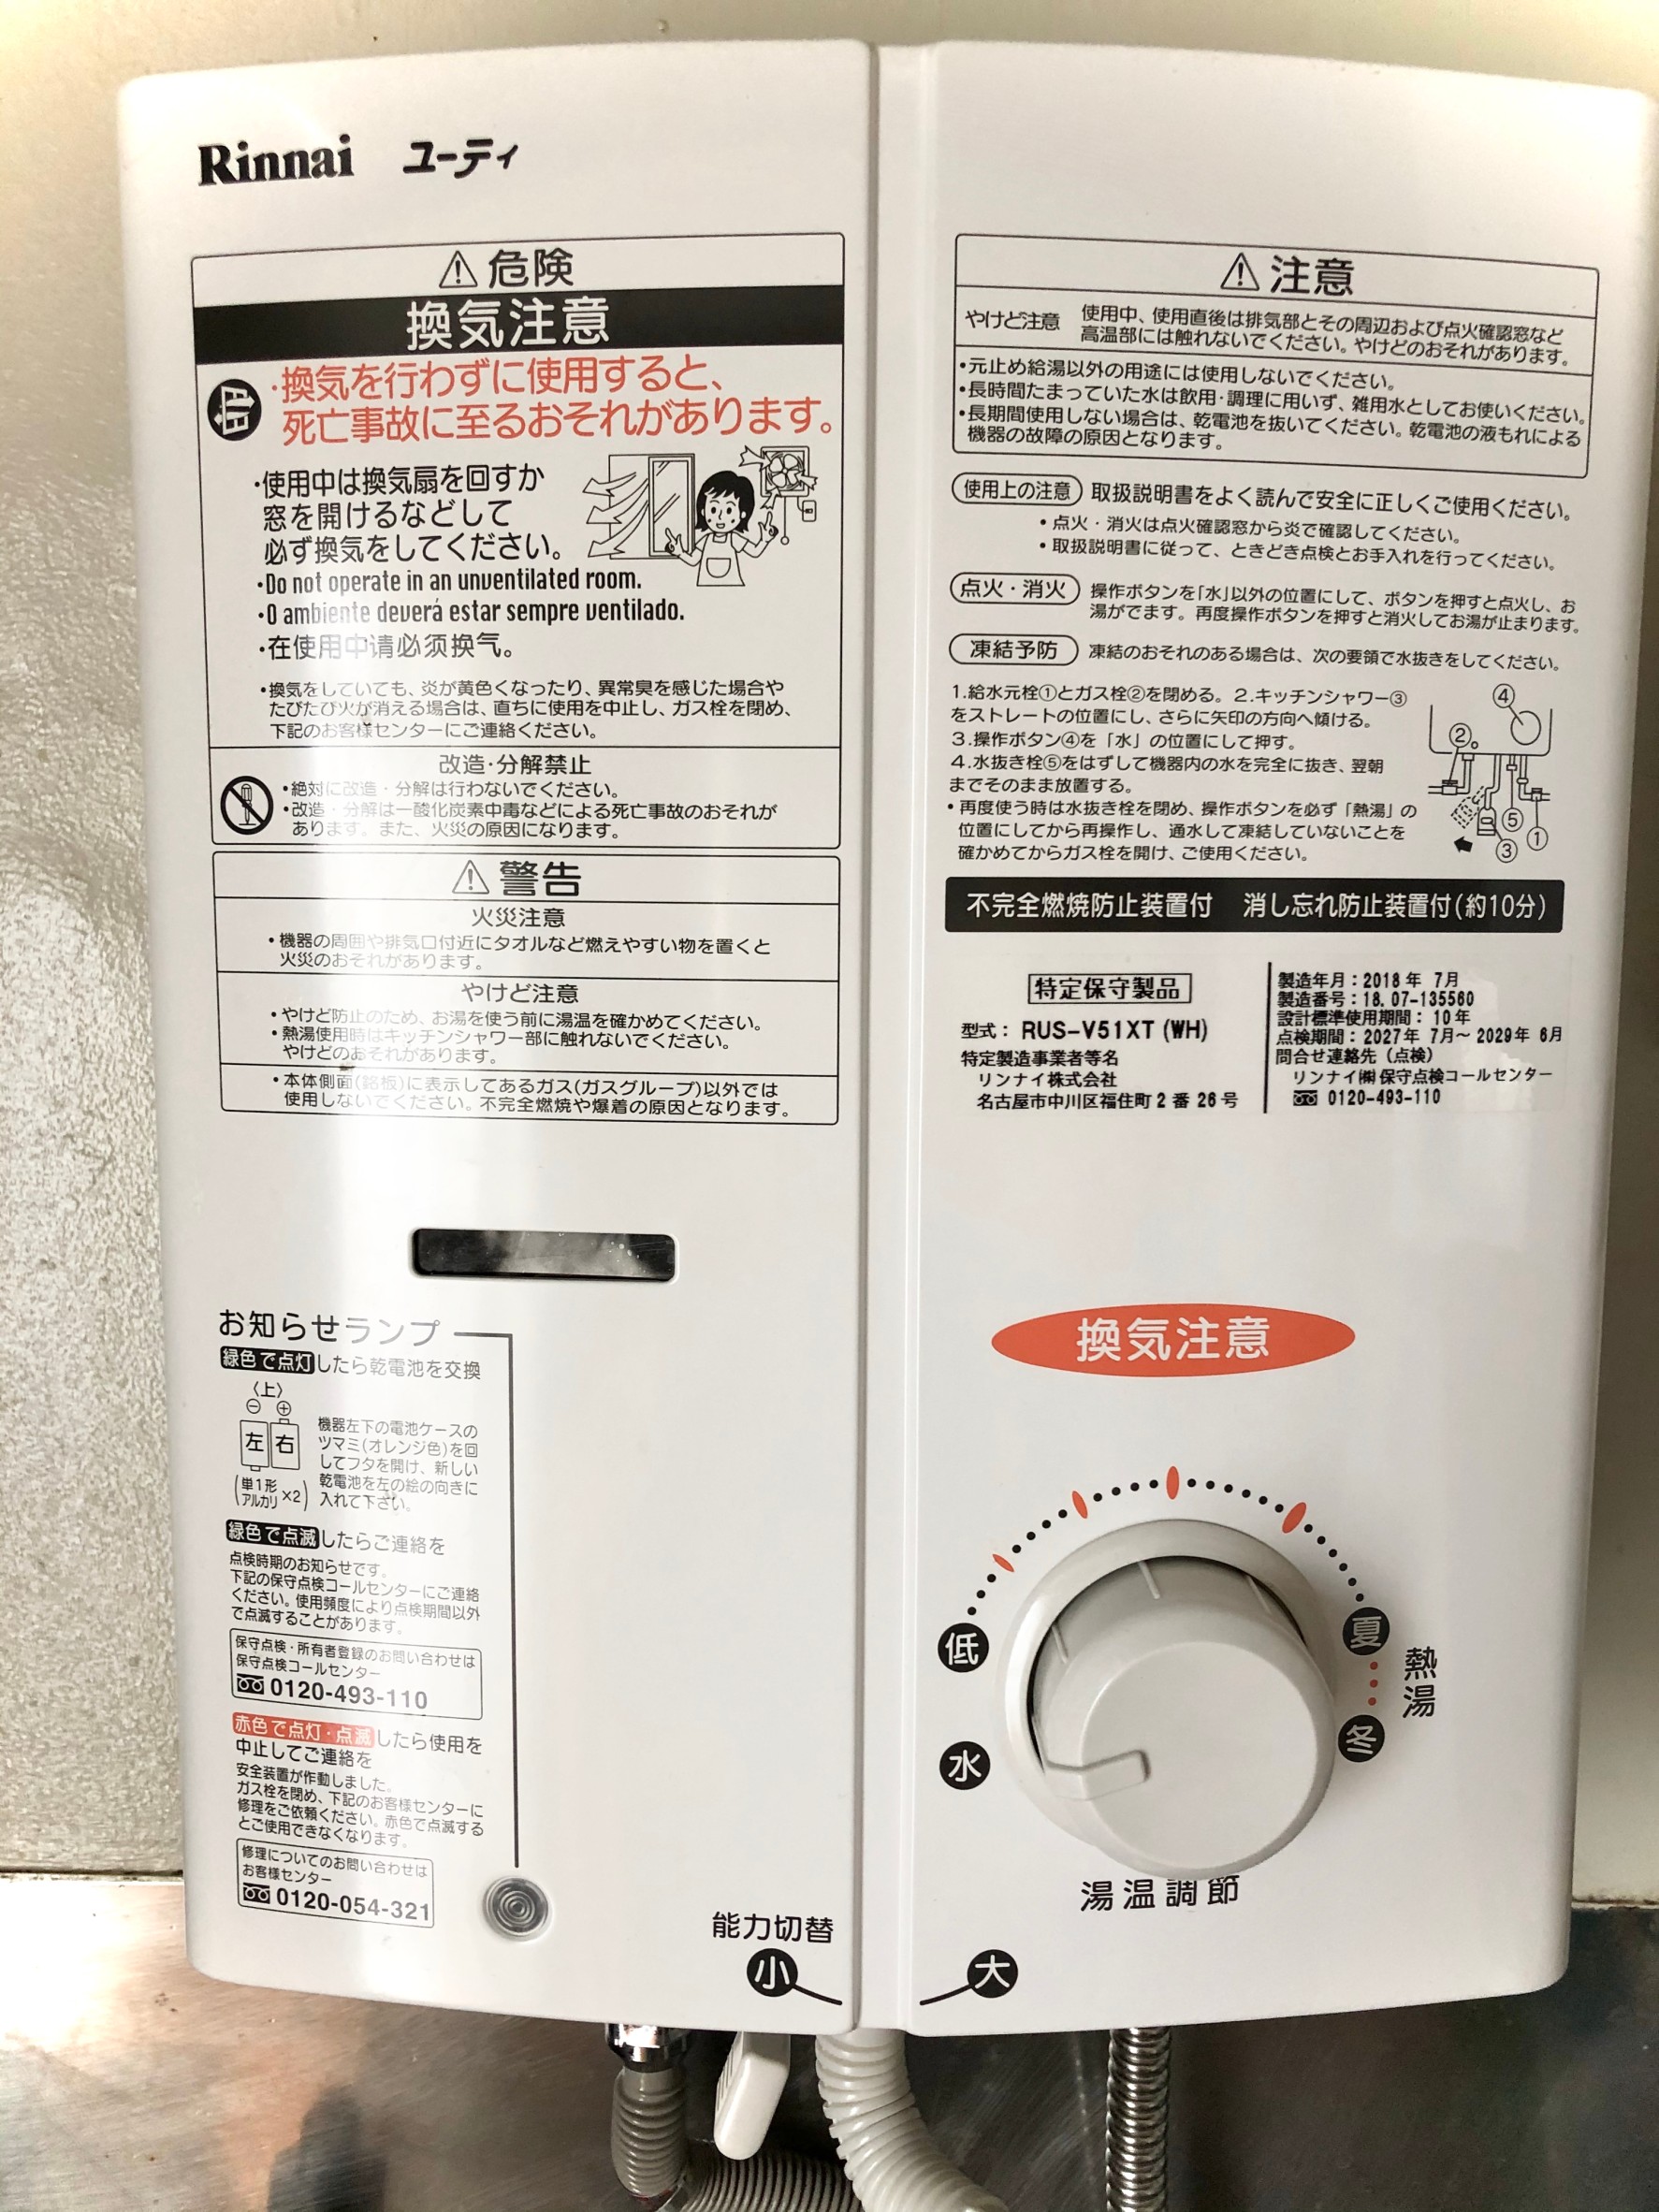 Rinnai ユーティ
⚠危険
換気注意
・換気を行わずに使用すると、
死亡事故に至るおそれがあります。
・使用中は換気扇を回すか
窓を開けるなどして
必ず換気をしてください。
・Do not operate in an unventilated room.
・O ambiente deverá estar sempre ventilado.
・在使用中请必须换气。
・換気をしていても、炎が黄色くなったり、異常臭を感じた場合や
たびたび火が消える場合は、直ちに使用を中止し、ガス栓を閉め、
下記のお客様センターにご連絡ください。
改造・分解禁止
・絶対に改造・分解は行わないでください。
・改造・分解は一酸化炭素中毒などによる死亡事故のおそれが
あります。また、火災の原因になります。
⚠警告
火災注意
・機器の周囲や排気口付近にタオルなど燃えやすい物を置くと
火災のおそれがあります。
やけど注意
・やけど防止のため、お湯を使う前に湯温を確かめてください。
・熱湯使用時はキッチンシャワー部に触れないでください。
やけどのおそれがあります。
・本体側面(銘板)に表示してあるガス(ガスグループ)以外では
使用しないでください。不完全燃焼や爆着の原因となります。
お知らせランプ
緑色で点灯したら乾電池を交換
〈上〉
⊖ ⊕
左 右
(単1形アルカリ×2)
機器左下の電池ケースの
ツマミ(オレンジ色)を回
してフタを開け、新しい
乾電池を左の絵の向きに
入れて下さい。
緑色で点滅したらご連絡を
点検時期のお知らせです。
下記の保守点検コールセンターにご連絡
ください。使用頻度により点検期間以外
で点滅することがあります。
保守点検・所有者登録のお問い合わせは
保守点検コールセンター
0120-493-110
赤色で点灯・点滅したら使用を
中止してご連絡を
安全装置が作動しました。
ガス栓を閉め、下記のお客様センターに
修理をご依頼ください。赤色で点滅する
とご使用できなくなります。
修理についてのお問い合わせは
お客様センター
0120-054-321
能力切替
小
大
⚠注意
やけど注意 使用中、使用直後は排気部とその周辺および点火確認窓など
高温部には触れないでください。やけどのおそれがあります。
・元止め給湯以外の用途には使用しないでください。
・長時間たまっていた水は飲用・調理に用いず、雑用水としてお使いください。
・長期間使用しない場合は、乾電池を抜いてください。乾電池の液もれによる
機器の故障の原因となります。
使用上の注意 取扱説明書をよく読んで安全に正しくご使用ください。
・点火・消火は点火確認窓から炎で確認してください。
・取扱説明書に従って、ときどき点検とお手入れを行ってください。
点火・消火 操作ボタンを「水」以外の位置にして、ボタンを押すと点火し、お
湯がでます。再度操作ボタンを押すと消火してお湯が止まります。
凍結予防 凍結のおそれのある場合は、次の要領で水抜きをしてください。
1.給水元栓①とガス栓②を閉める。2.キッチンシャワー③
をストレートの位置にし、さらに矢印の方向へ傾ける。
3.操作ボタン④を「水」の位置にして押す。
4.水抜き栓⑤をはずして機器内の水を完全に抜き、翌朝
までそのまま放置する。
・再度使う時は水抜き栓を閉め、操作ボタンを必ず「熱湯」の
位置にしてから再操作し、通水して凍結していないことを
確かめてからガス栓を開け、ご使用ください。
④
②
⑤
①
③
不完全燃焼防止装置付 消し忘れ防止装置付(約10分)
特定保守製品
型式: RUS-V51XT (WH)
特定製造事業者等名
リンナイ株式会社
名古屋市中川区福住町2番26号
製造年月:2018年 7月
製造番号:18.07-135560
設計標準使用期間: 10年
点検期間:2027年 7月~2029年 6月
問合せ連絡先(点検)
リンナイ㈱保守点検コールセンター
0120-493-110
換気注意
低
水
夏
冬
熱湯
湯温調節